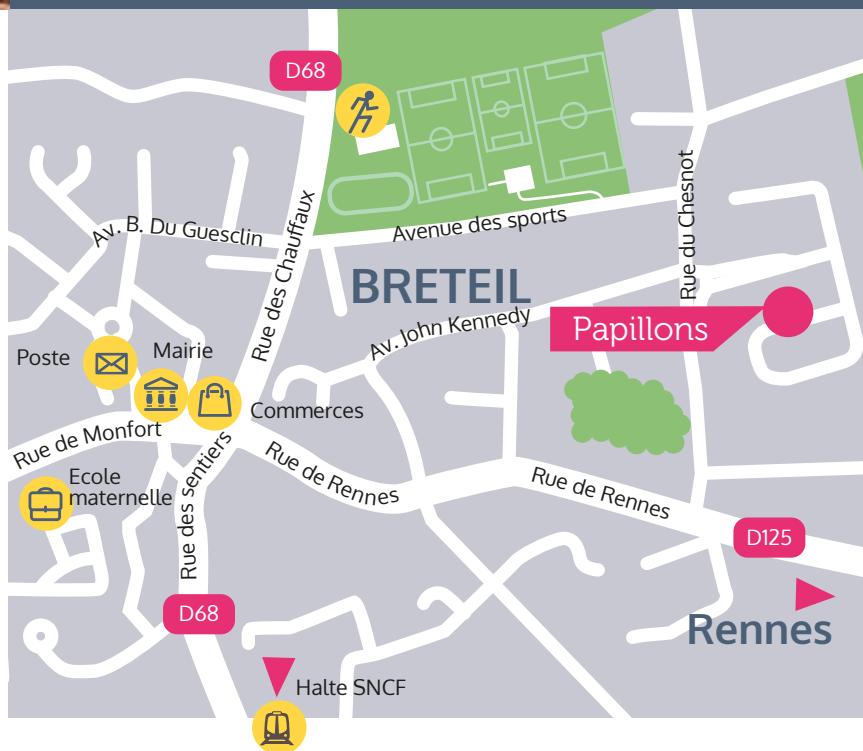 D68
Rue des Chauffaux
Av. B. Du Guesclin
Avenue des sports
Rue du Chesnot
BRETEIL
Av. John Kennedy
Papillons
Poste
Mairie
Commerces
Rue de Monfort
Rue des sentiers
Rue de Rennes
Rue de Rennes
Ecole
maternelle
D125
D68
Rennes
Halte SNCF